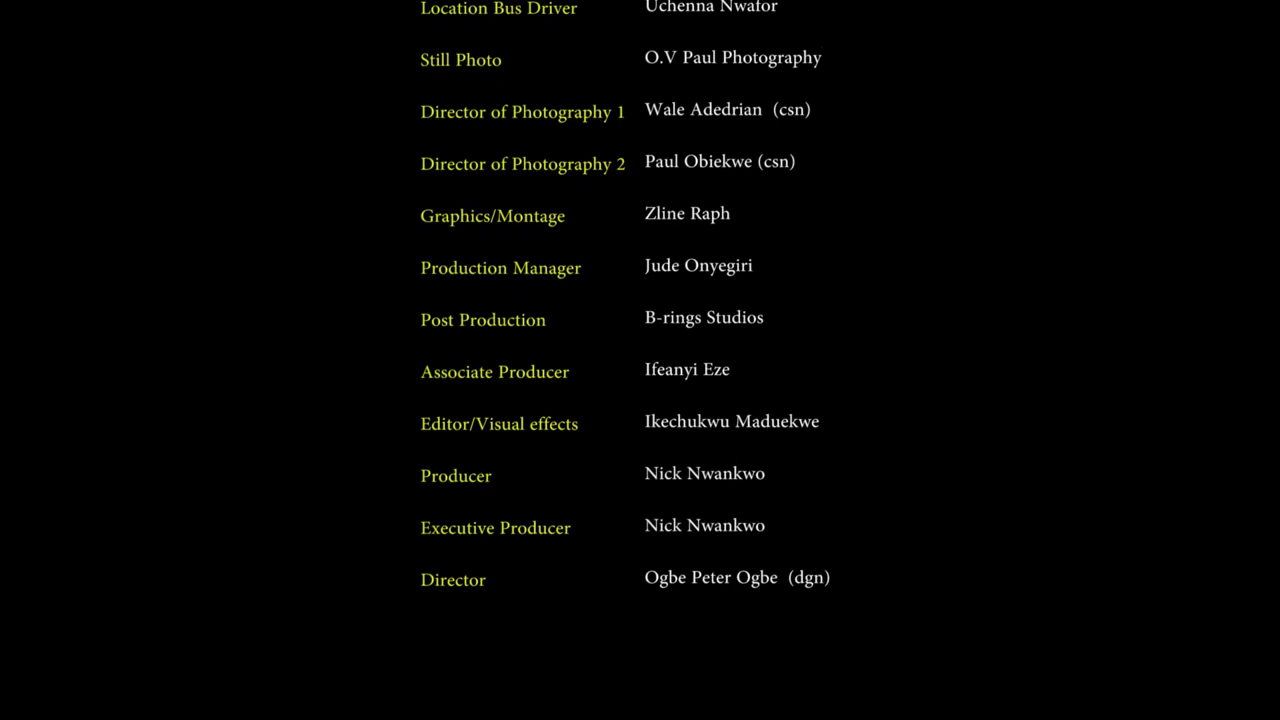 Location Bus Driver Uchenna Nwafor
Still Photo O.V Paul Photography
Director of Photography 1 Wale Adedrian (csn)
Director of Photography 2 Paul Obiekwe (csn)
Graphics/Montage Zline Raph
Production Manager Jude Onyegiri
Post Production B-rings Studios
Associate Producer Ifeanyi Eze
Editor/Visual effects Ikechukwu Maduekwe
Producer Nick Nwankwo
Executive Producer Nick Nwankwo
Director Ogbe Peter Ogbe (dgn)